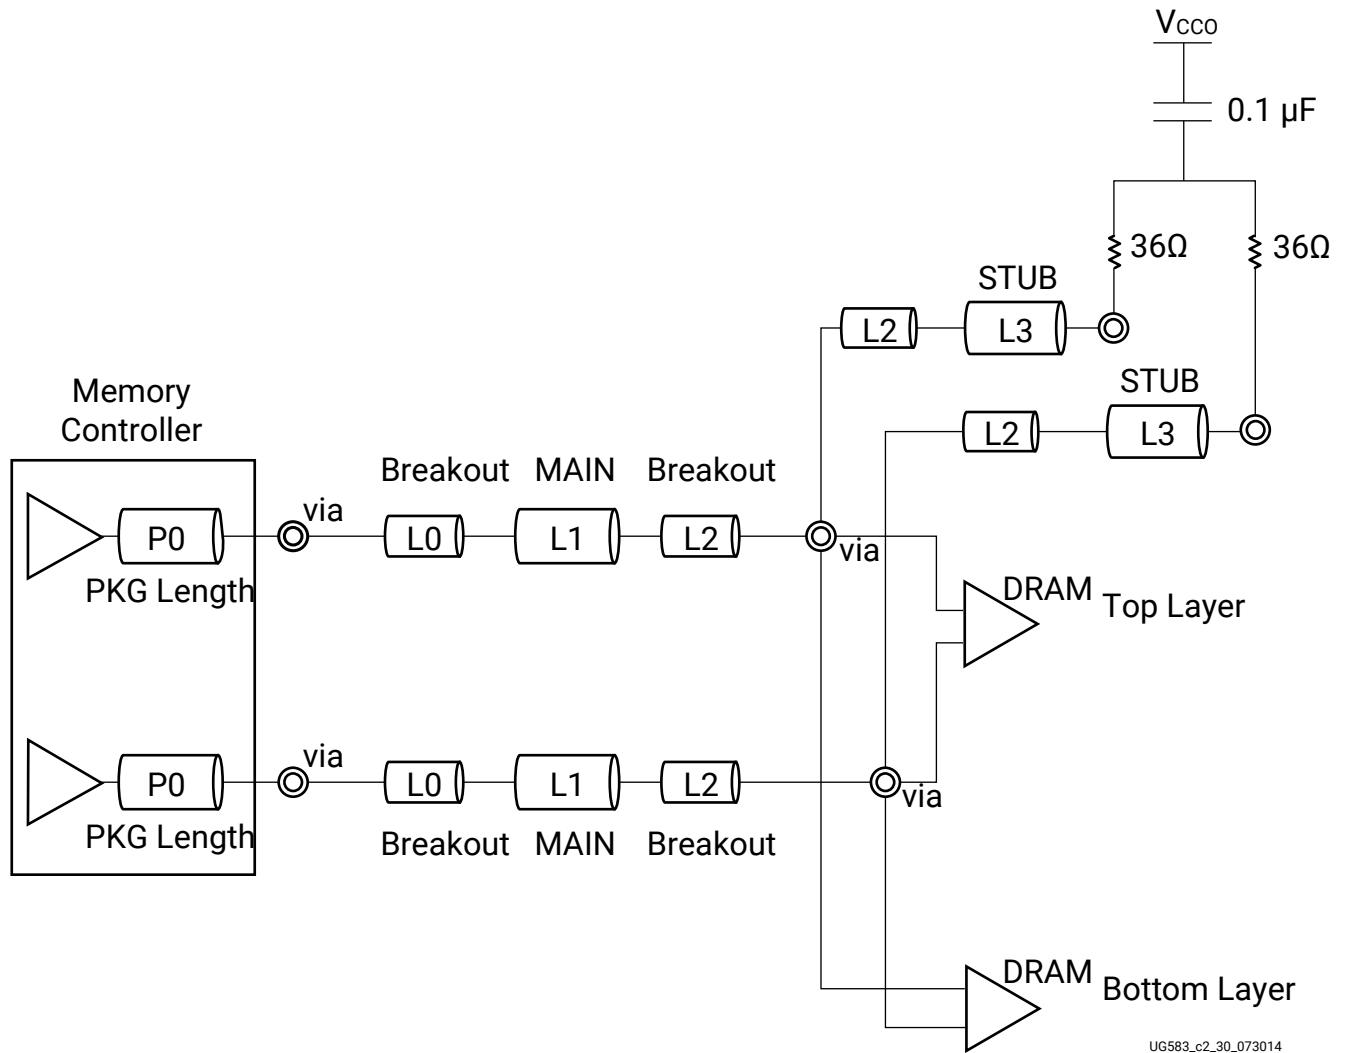 VCCO
0.1 µF
36Ω
36Ω
STUB
L2
L3
STUB
L2
L3
Memory
Controller
Breakout
MAIN
Breakout
via
P0
L0
L1
L2
via
PKG Length
DRAM
Top Layer
via
P0
L0
L1
L2
via
PKG Length
Breakout
MAIN
Breakout
DRAM
Bottom Layer
UG583_c2_30_073014